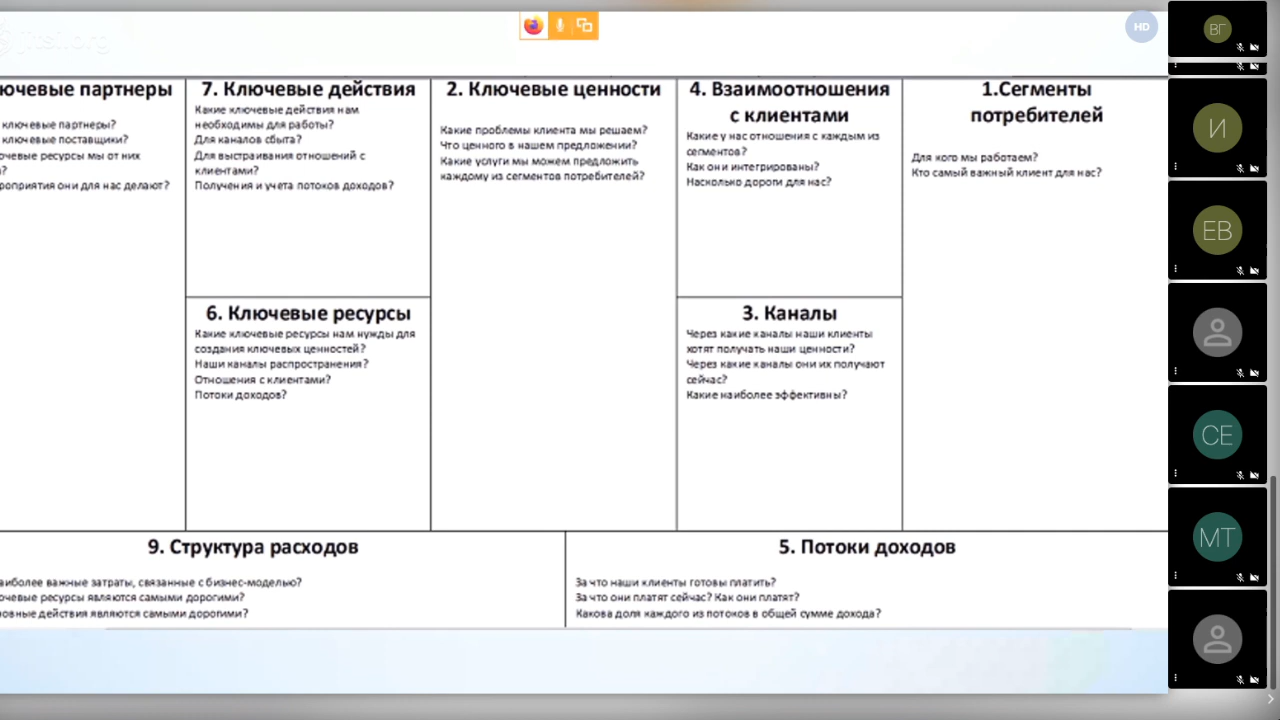 HD
ючевые партнеры
ключевые партнеры?
ключевые поставщики?
очевые ресурсы мы от них
?
роприятия они для нас делают?
7. Ключевые действия
Какие ключевые действия нам
необходимы для работы?
Для каналов сбыта?
Для выстраивания отношений с
клиентами?
Получения и учета потоков доходов?
6. Ключевые ресурсы
Какие ключевые ресурсы нам нужды для
создания ключевых ценностей?
Наши каналы распространения?
Отношения с клиентами?
Потоки доходов?
2. Ключевые ценности
Какие проблемы клиента мы решаем?
Что ценного в нашем предложении?
Какие услуги мы можем предложить
каждому из сегментов потребителей?
4. Взаимоотношения
с клиентами
Какие у нас отношения с каждым из
сегментов?
Как они интегрированы?
Насколько дороги для нас?
3. Каналы
Через какие каналы наши клиенты
хотят получать наши ценности?
Через какие каналы они их получают
сейчас?
Какие наиболее эффективны?
1.Сегменты
потребителей
Для кого мы работаем?
Кто самый важный клиент для нас?
9. Структура расходов
аиболее важные затраты, связанные с бизнес-моделью?
ючевые ресурсы являются самыми дорогими?
новные действия являются самыми дорогими?
5. Потоки доходов
За что наши клиенты готовы платить?
За что они платят сейчас? Как они платят?
Какова доля каждого из потоков в общей сумме дохода?
ВГ
И
ЕВ
СЕ
МТ